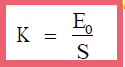 K = E₀/S